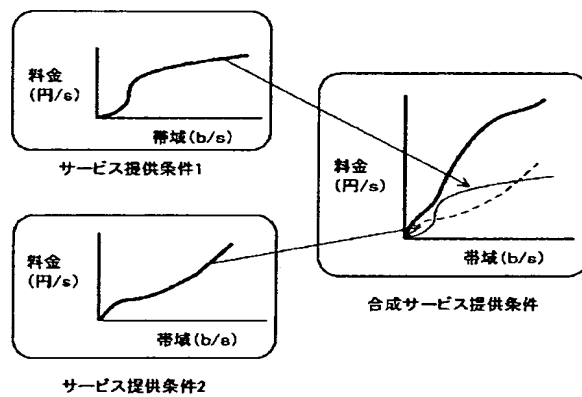 料金
(円/s)
帯域(b/s)
サービス提供条件1
料金
(円/s)
帯域(b/s)
サービス提供条件2
料金
(円/s)
帯域(b/s)
合成サービス提供条件